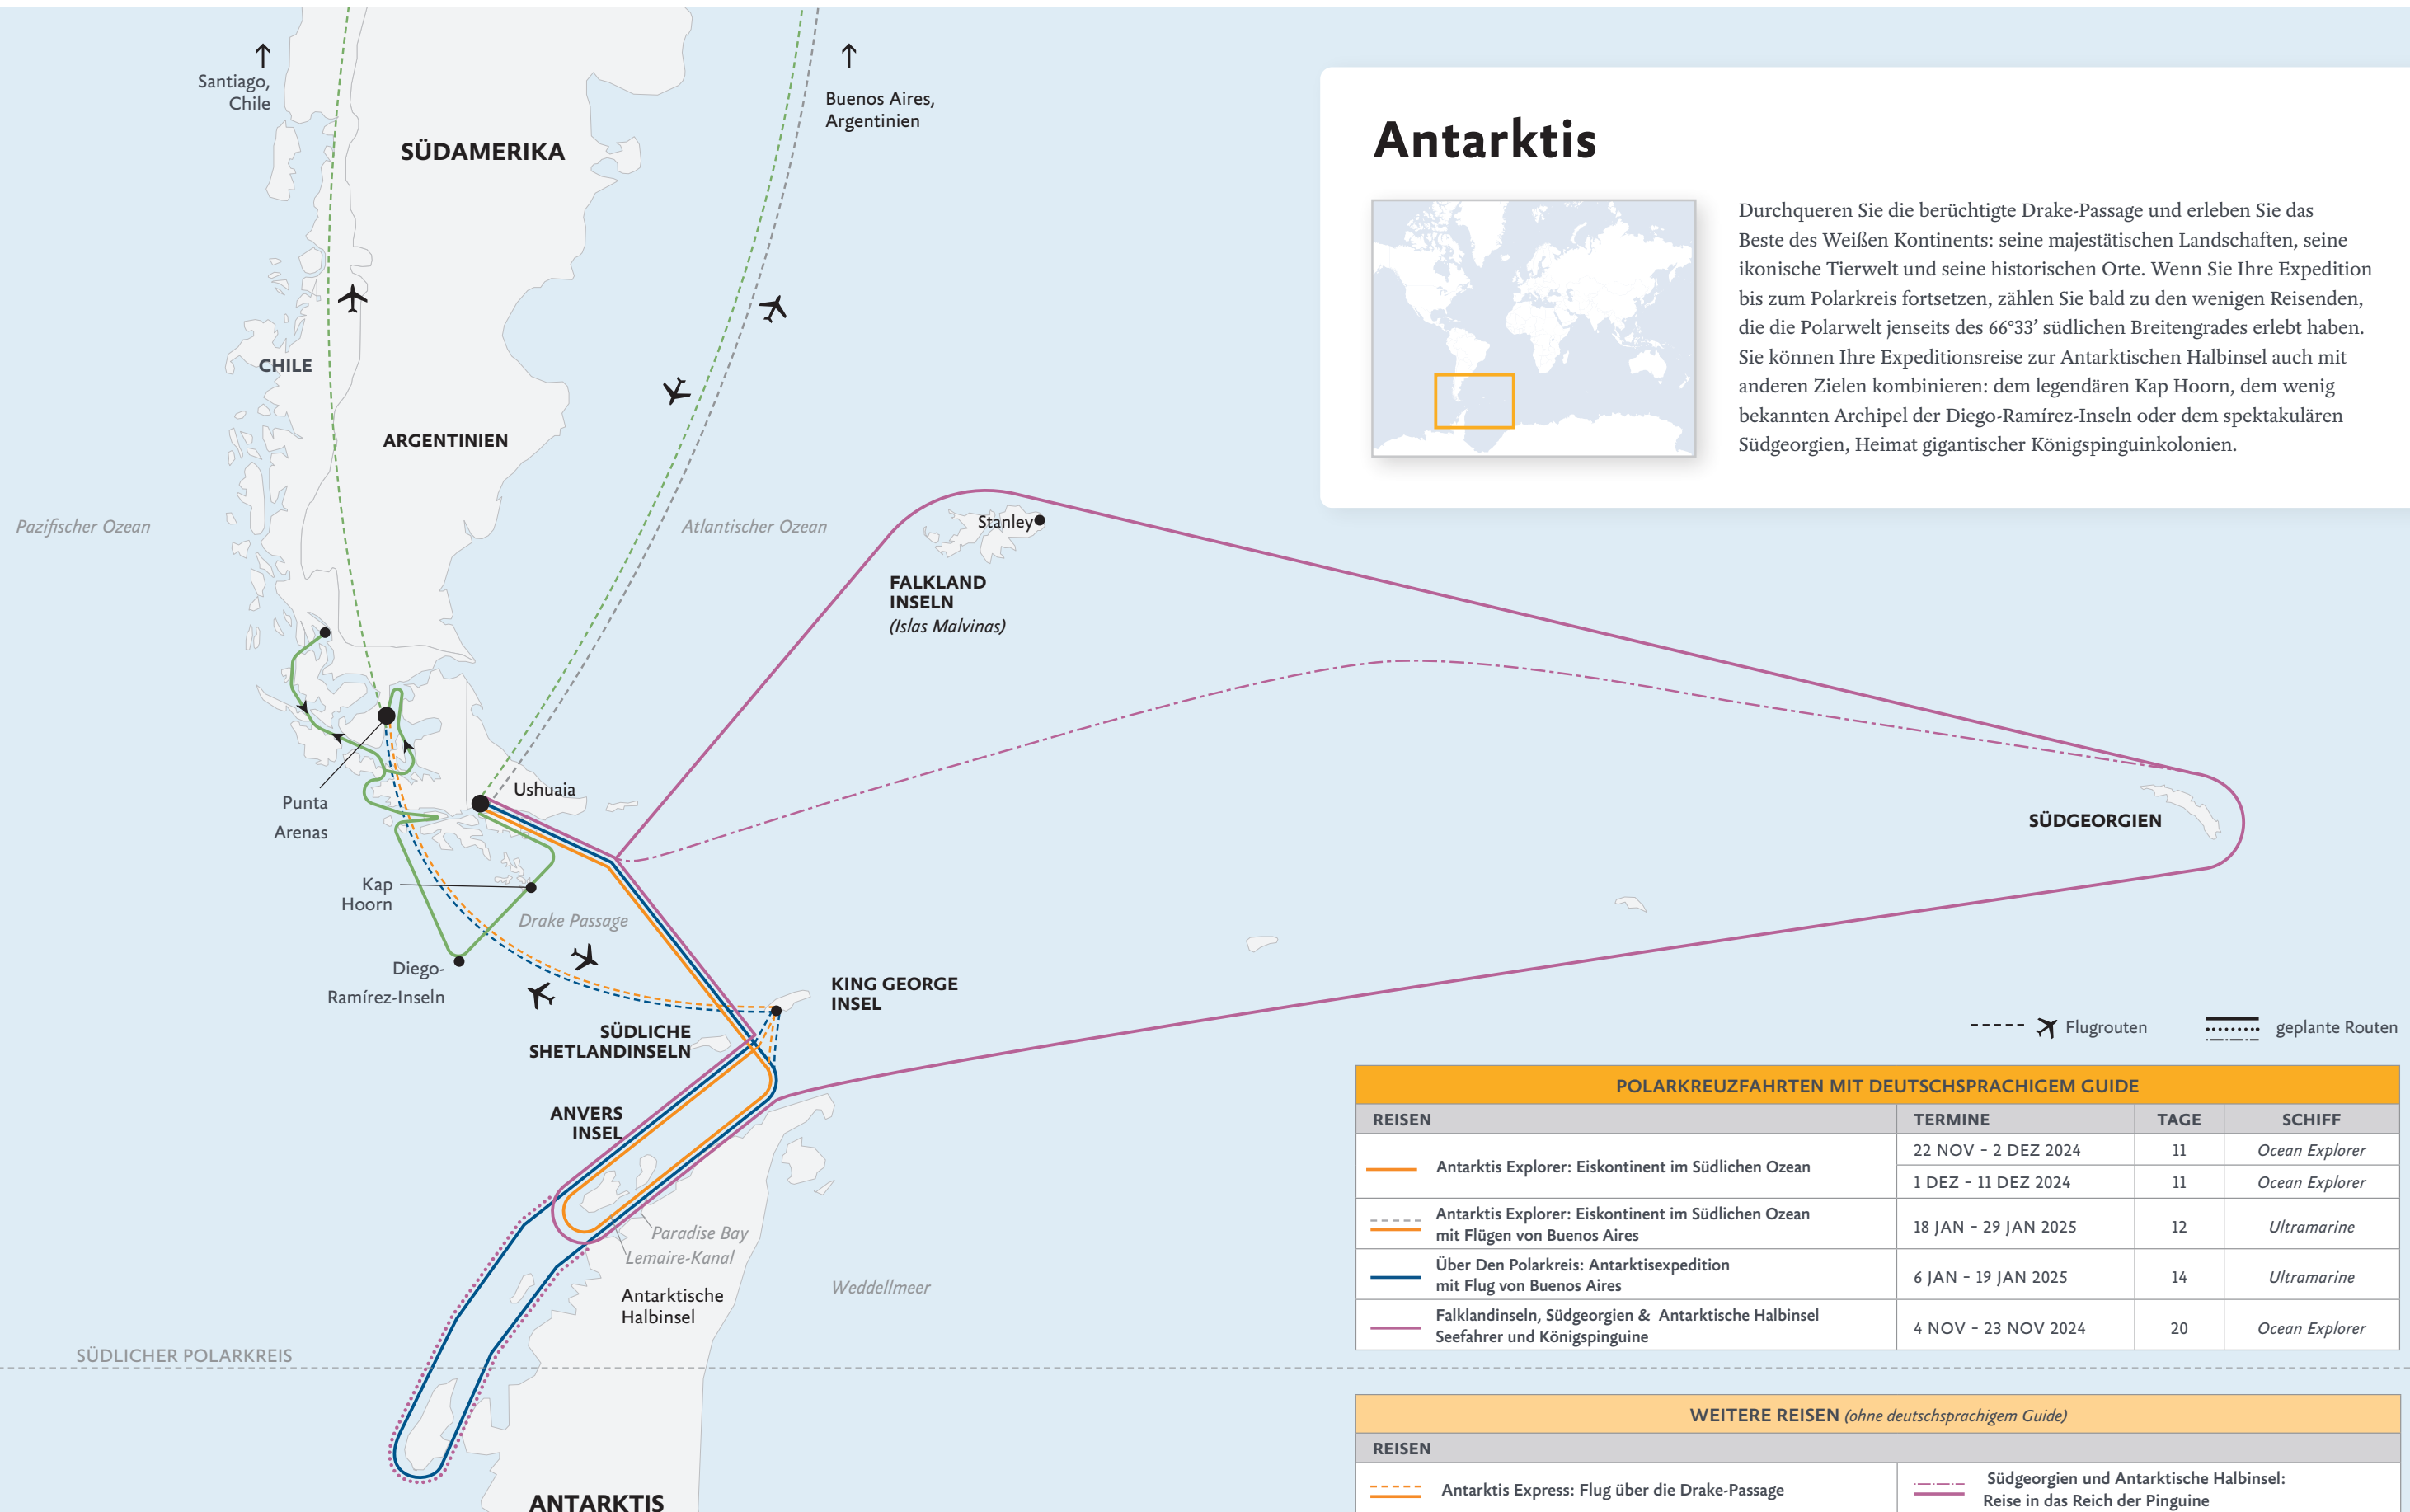 Santiago,
Chile
Buenos Aires,
Argentinien
SÜDAMERIKA
CHILE
ARGENTINIEN
Pazifischer Ozean
Atlantischer Ozean
Antarktis
Durchqueren Sie die berüchtigte Drake-Passage und erleben Sie das
Beste des Weißen Kontinents: seine majestätischen Landschaften, seine
ikonische Tierwelt und seine historischen Orte. Wenn Sie Ihre Expedition
bis zum Polarkreis fortsetzen, zählen Sie bald zu den wenigen Reisenden,
die die Polarwelt jenseits des 66°33’ südlichen Breitengrades erlebt haben.
Sie können Ihre Expeditionsreise zur Antarktischen Halbinsel auch mit
anderen Zielen kombinieren: dem legendären Kap Hoorn, dem wenig
bekannten Archipel der Diego-Ramírez-Inseln oder dem spektakulären
Südgeorgien, Heimat gigantischer Königspinguinkolonien.
Stanley
FALKLAND
INSELN
(Islas Malvinas)
Ushuaia
Punta
Arenas
SÜDGEORGIEN
Kap
Hoorn
Drake Passage
Diego-
Ramírez-Inseln
KING GEORGE
INSEL
SÜDLICHE
SHETLANDINSELN
ANVERS
INSEL
Paradise Bay
Lemaire-Kanal
Antarktische
Halbinsel
Weddellmeer
SÜDLICHER POLARKREIS
ANTARKTIS
Flugrouten geplante Routen
POLARKREUZFAHRTEN MIT DEUTSCHSPRACHIGEM GUIDE
REISEN TERMINE TAGE SCHIFF
Antarktis Explorer: Eiskontinent im Südlichen Ozean
22 NOV - 2 DEZ 2024 11 Ocean Explorer
1 DEZ - 11 DEZ 2024 11 Ocean Explorer
Antarktis Explorer: Eiskontinent im Südlichen Ozean
mit Flügen von Buenos Aires
18 JAN - 29 JAN 2025 12 Ultramarine
Über Den Polarkreis: Antarktisexpedition
mit Flug von Buenos Aires
6 JAN - 19 JAN 2025 14 Ultramarine
Falklandinseln, Südgeorgien & Antarktische Halbinsel
Seefahrer und Königspinguine
4 NOV - 23 NOV 2024 20 Ocean Explorer
WEITERE REISEN (ohne deutschsprachigem Guide)
REISEN
Antarktis Express: Flug über die Drake-Passage
Südgeorgien und Antarktische Halbinsel:
Reise in das Reich der Pinguine